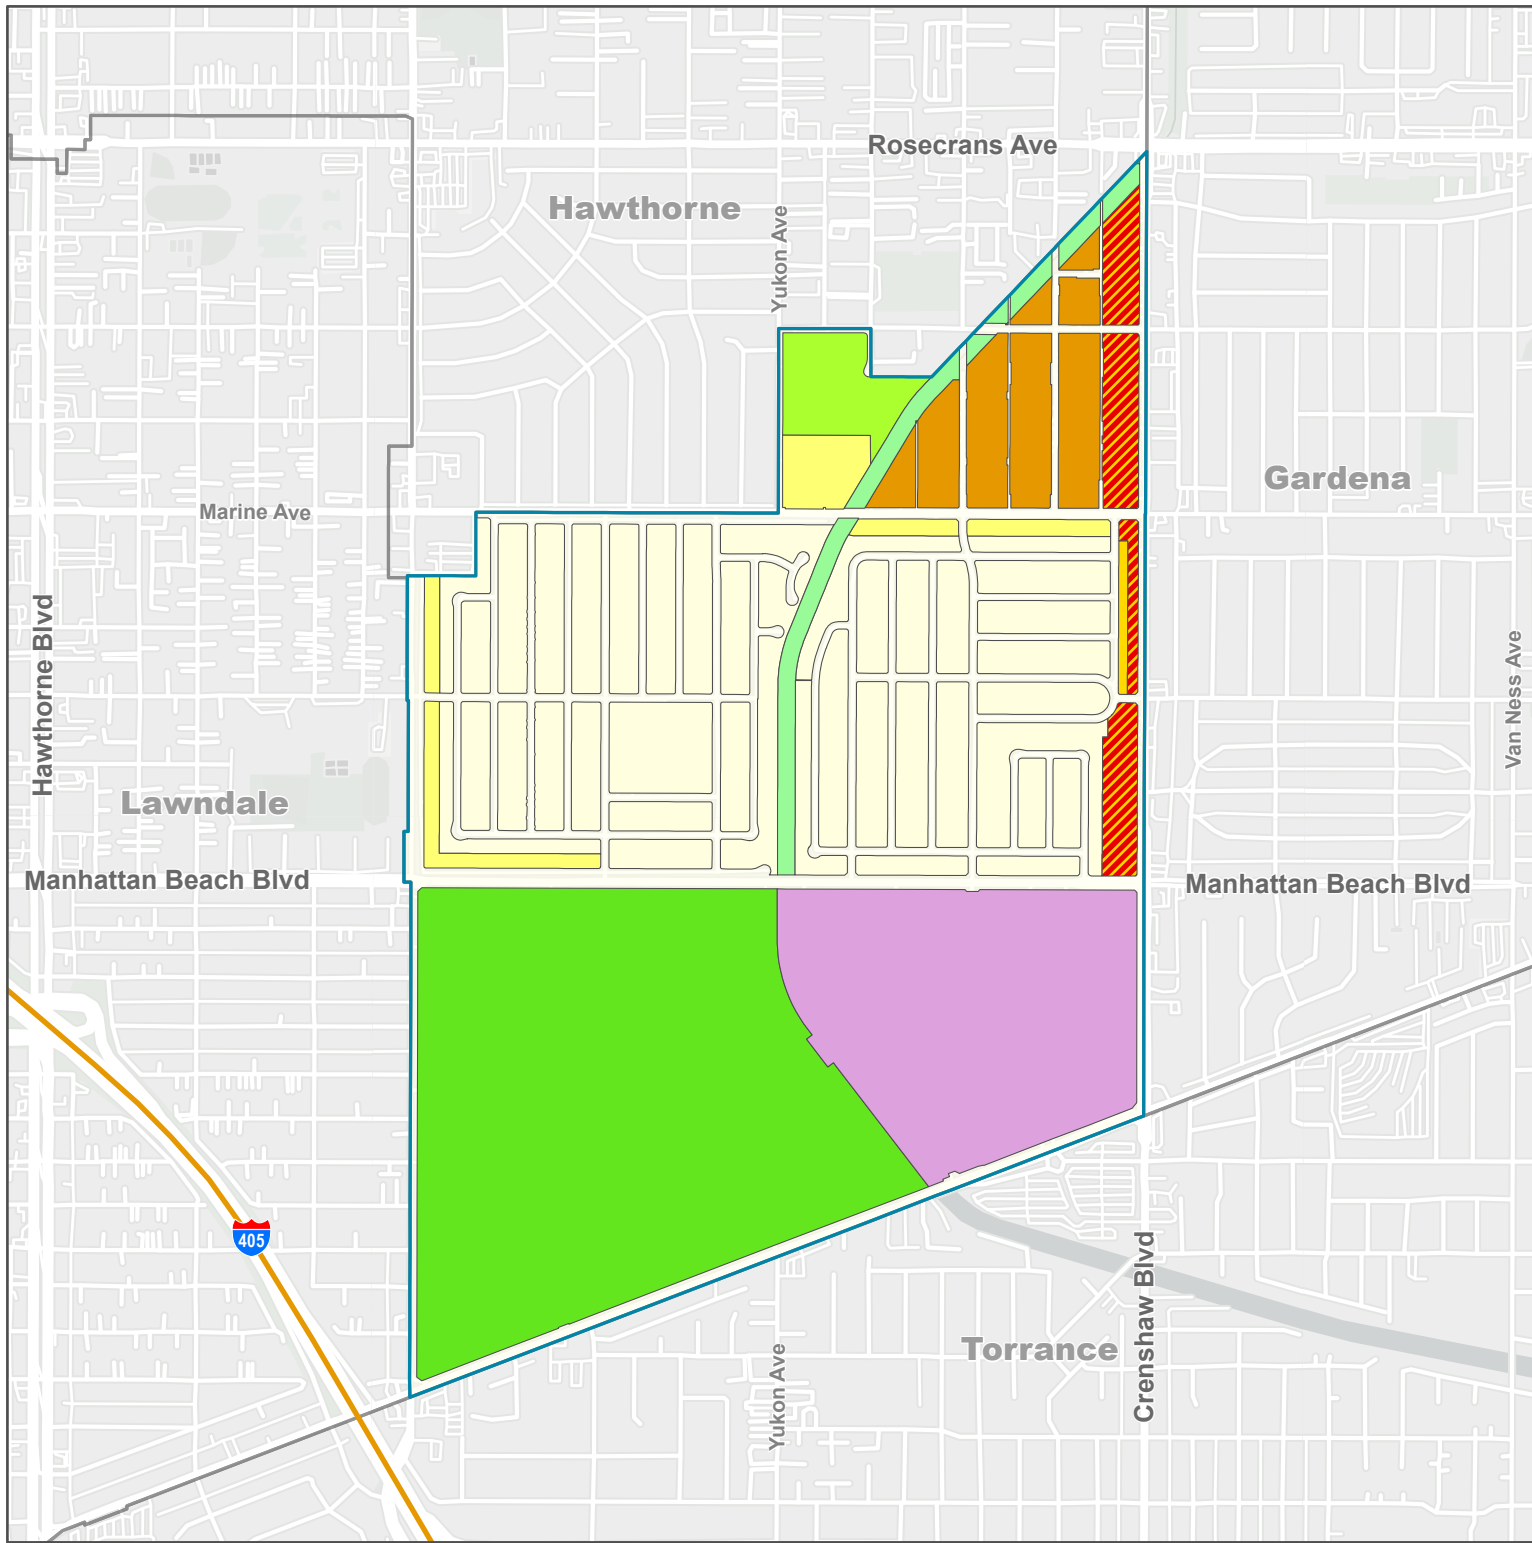 Rosecrans Ave
Hawthorne
Yukon Ave
Gardena
Marine Ave
Hawthorne Blvd
Van Ness Ave
Lawndale
Manhattan Beach Blvd
Manhattan Beach Blvd
405
Crenshaw Blvd
Torrance
Yukon Ave